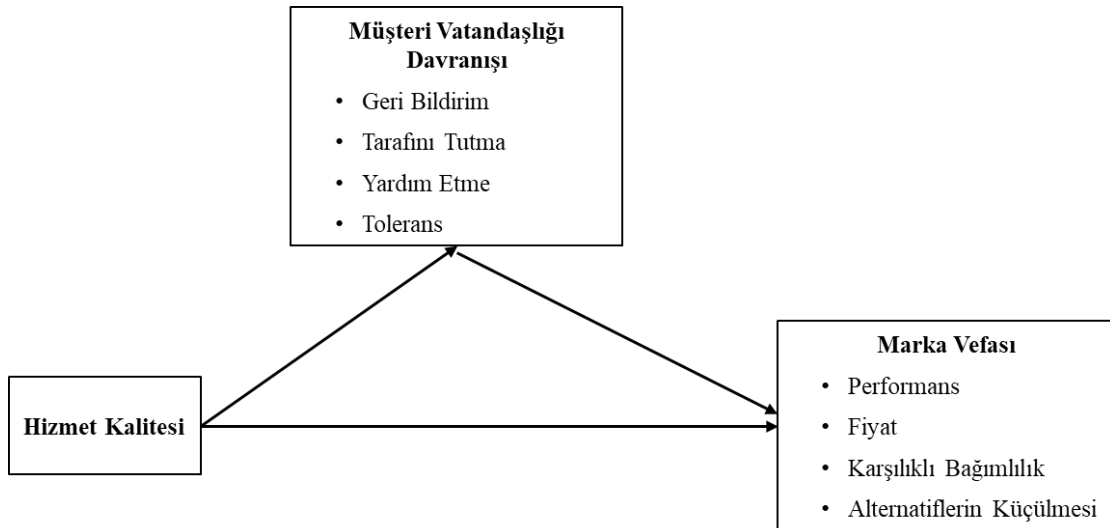 Müşteri Vatandaşlığı
Davranışı
• Geri Bildirim
• Tarafını Tutma
• Yardım Etme
• Tolerans
Hizmet Kalitesi
Marka Vefası
• Performans
• Fiyat
• Karşılıklı Bağımlılık
• Alternatiflerin Küçülmesi